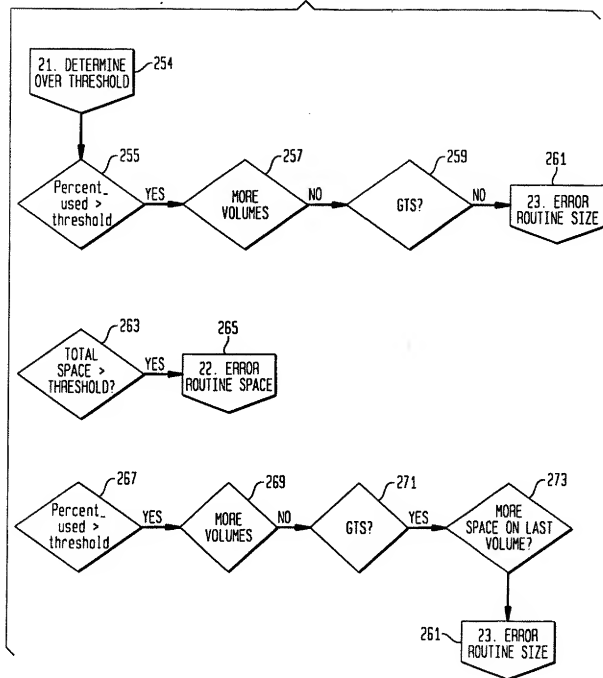 21. DETERMINE
OVER THRESHOLD
254
255
Percent_
used >
threshold
YES
257
MORE
VOLUMES
NO
259
GTS?
NO
261
23. ERROR
ROUTINE SIZE
263
TOTAL
SPACE >
THRESHOLD?
YES
265
22. ERROR
ROUTINE SPACE
267
Percent_
used >
threshold
YES
269
MORE
VOLUMES
NO
271
GTS?
YES
273
MORE
SPACE ON LAST
VOLUME?
261
23. ERROR
ROUTINE SIZE